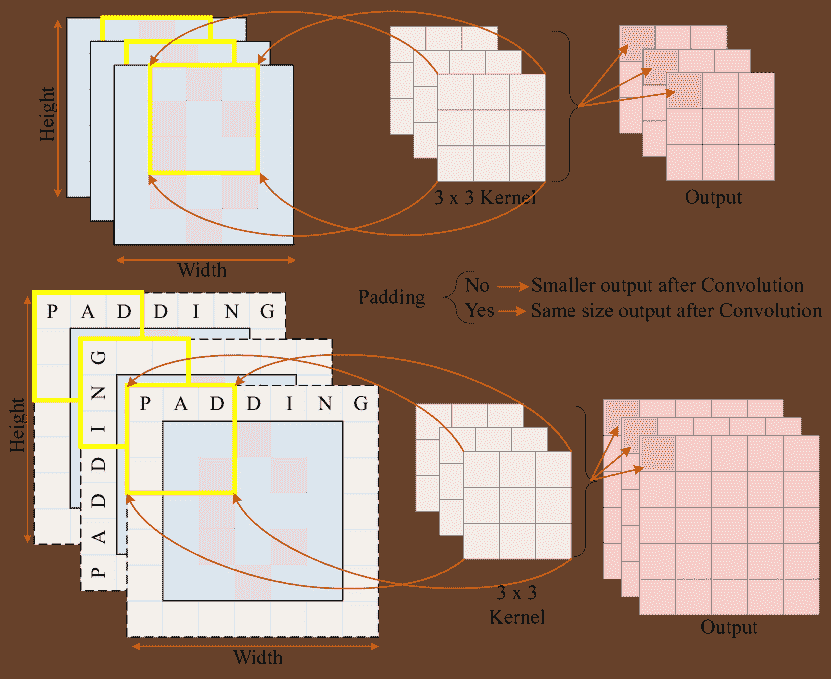 Height
3 x 3 Kernel
Output
Width
Padding
No
Smaller output after Convolution
Yes
Same size output after Convolution
P A D D I N G
P A D D I N G
P A D D I N G
Height
3 x 3
Kernel
Output
Width